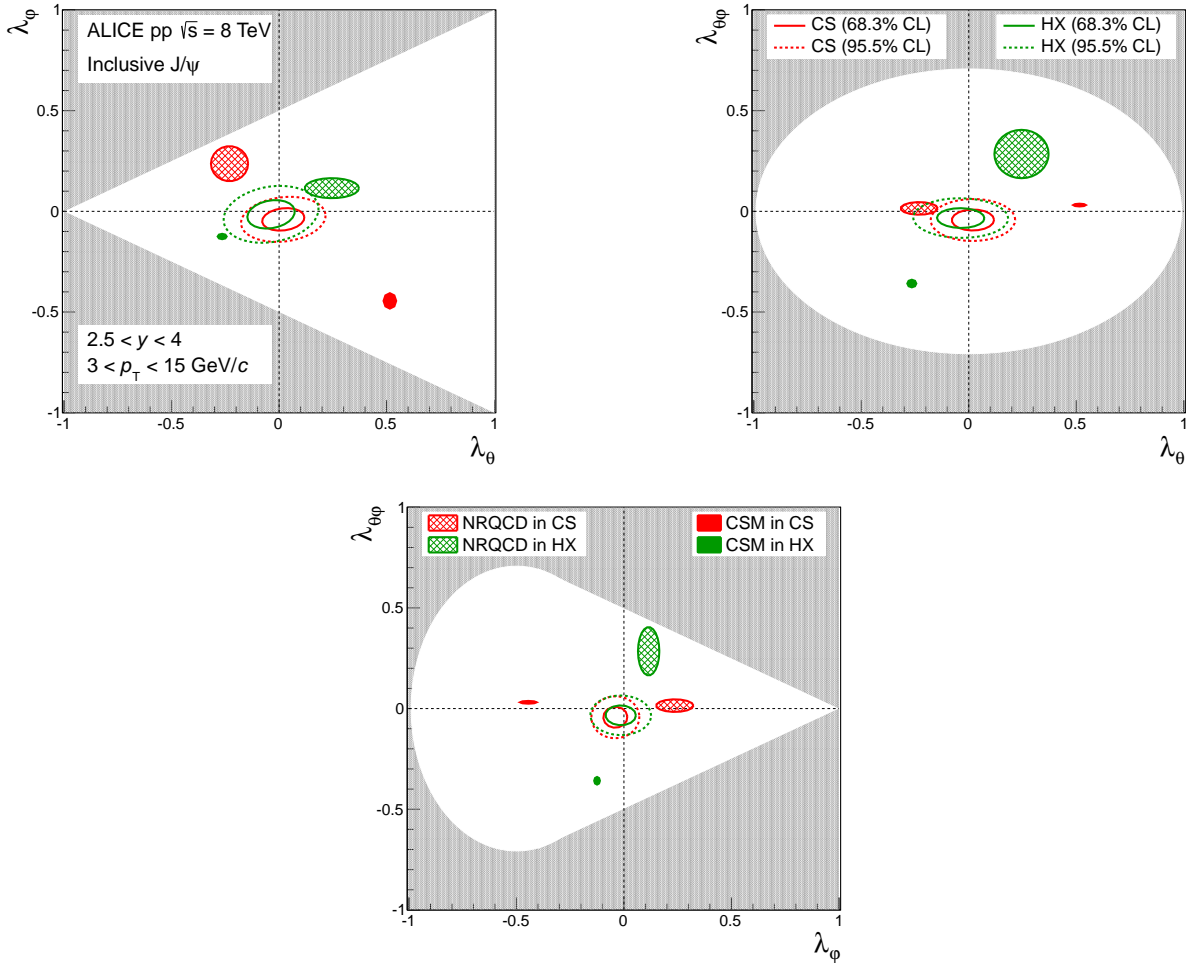 λφ
ALICE pp √s = 8 TeV
Inclusive J/ψ
2.5 < y < 4
3 < pT < 15 GeV/c
1
0.5
0
-0.5
-1
-1 -0.5 0 0.5 1
λθ
λθφ
CS (68.3% CL) HX (68.3% CL)
CS (95.5% CL) HX (95.5% CL)
1
0.5
0
-0.5
-1
-1 -0.5 0 0.5 1
λθ
λθφ
NRQCD in CS CSM in CS
NRQCD in HX CSM in HX
1
0.5
0
-0.5
-1
-1 -0.5 0 0.5 1
λφ